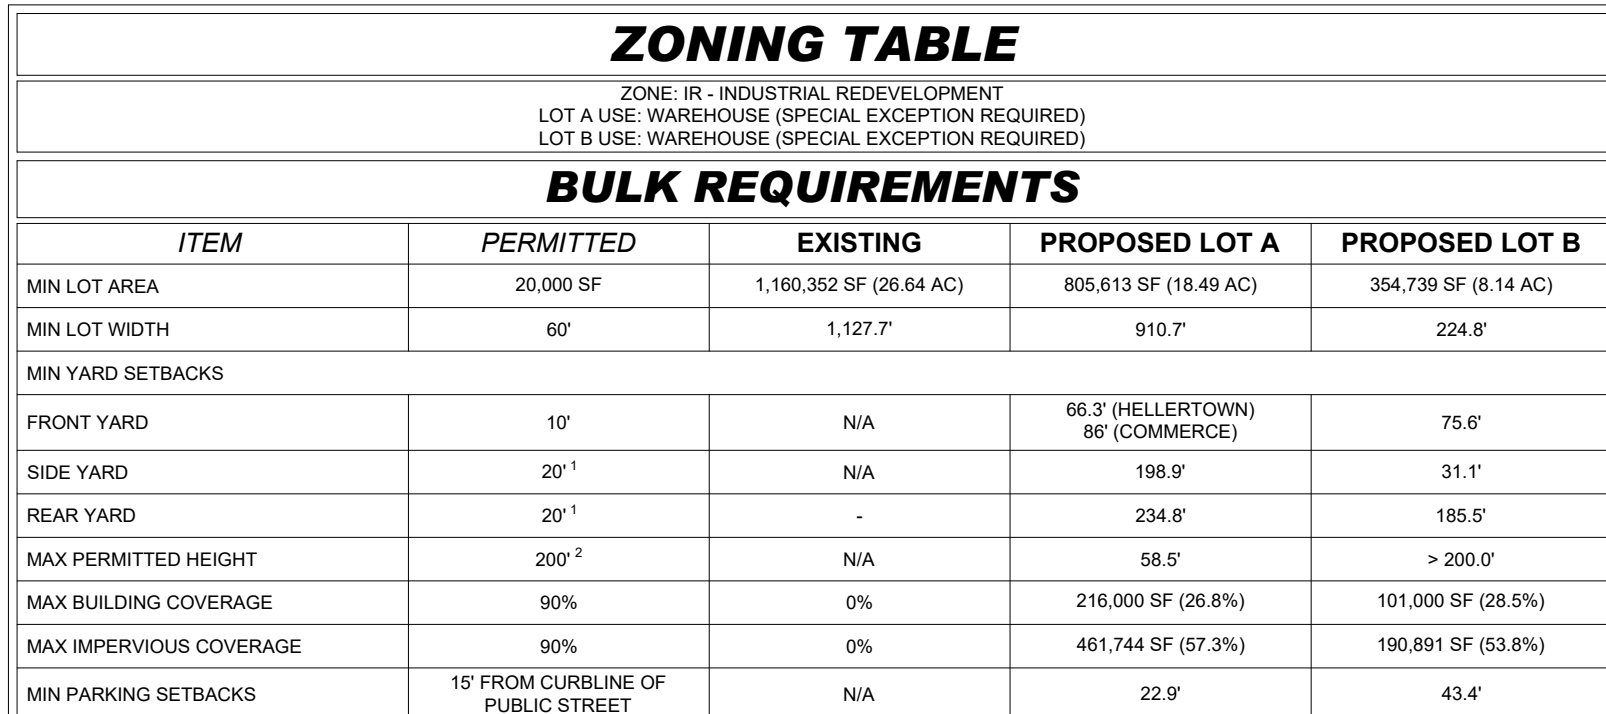 ZONING TABLE
ZONE: IR - INDUSTRIAL REDEVELOPMENT
LOT A USE: WAREHOUSE (SPECIAL EXCEPTION REQUIRED)
LOT B USE: WAREHOUSE (SPECIAL EXCEPTION REQUIRED)
BULK REQUIREMENTS
ITEM PERMITTED EXISTING PROPOSED LOT A PROPOSED LOT B
MIN LOT AREA 20,000 SF 1,160,352 SF (26.64 AC) 805,613 SF (18.49 AC) 354,739 SF (8.14 AC)
MIN LOT WIDTH 60' 1,127.7' 910.7' 224.8'
MIN YARD SETBACKS
FRONT YARD 10' N/A 66.3' (HELLERTOWN) 75.6'
86' (COMMERCE)
SIDE YARD 20' 1 N/A 198.9' 31.1'
REAR YARD 20' 1 - 234.8' 185.5'
MAX PERMITTED HEIGHT 200' 2 N/A 58.5' > 200.0'
MAX BUILDING COVERAGE 90% 0% 216,000 SF (26.8%) 101,000 SF (28.5%)
MAX IMPERVIOUS COVERAGE 90% 0% 461,744 SF (57.3%) 190,891 SF (53.8%)
MIN PARKING SETBACKS 15' FROM CURBLINE OF N/A 22.9' 43.4'
PUBLIC STREET